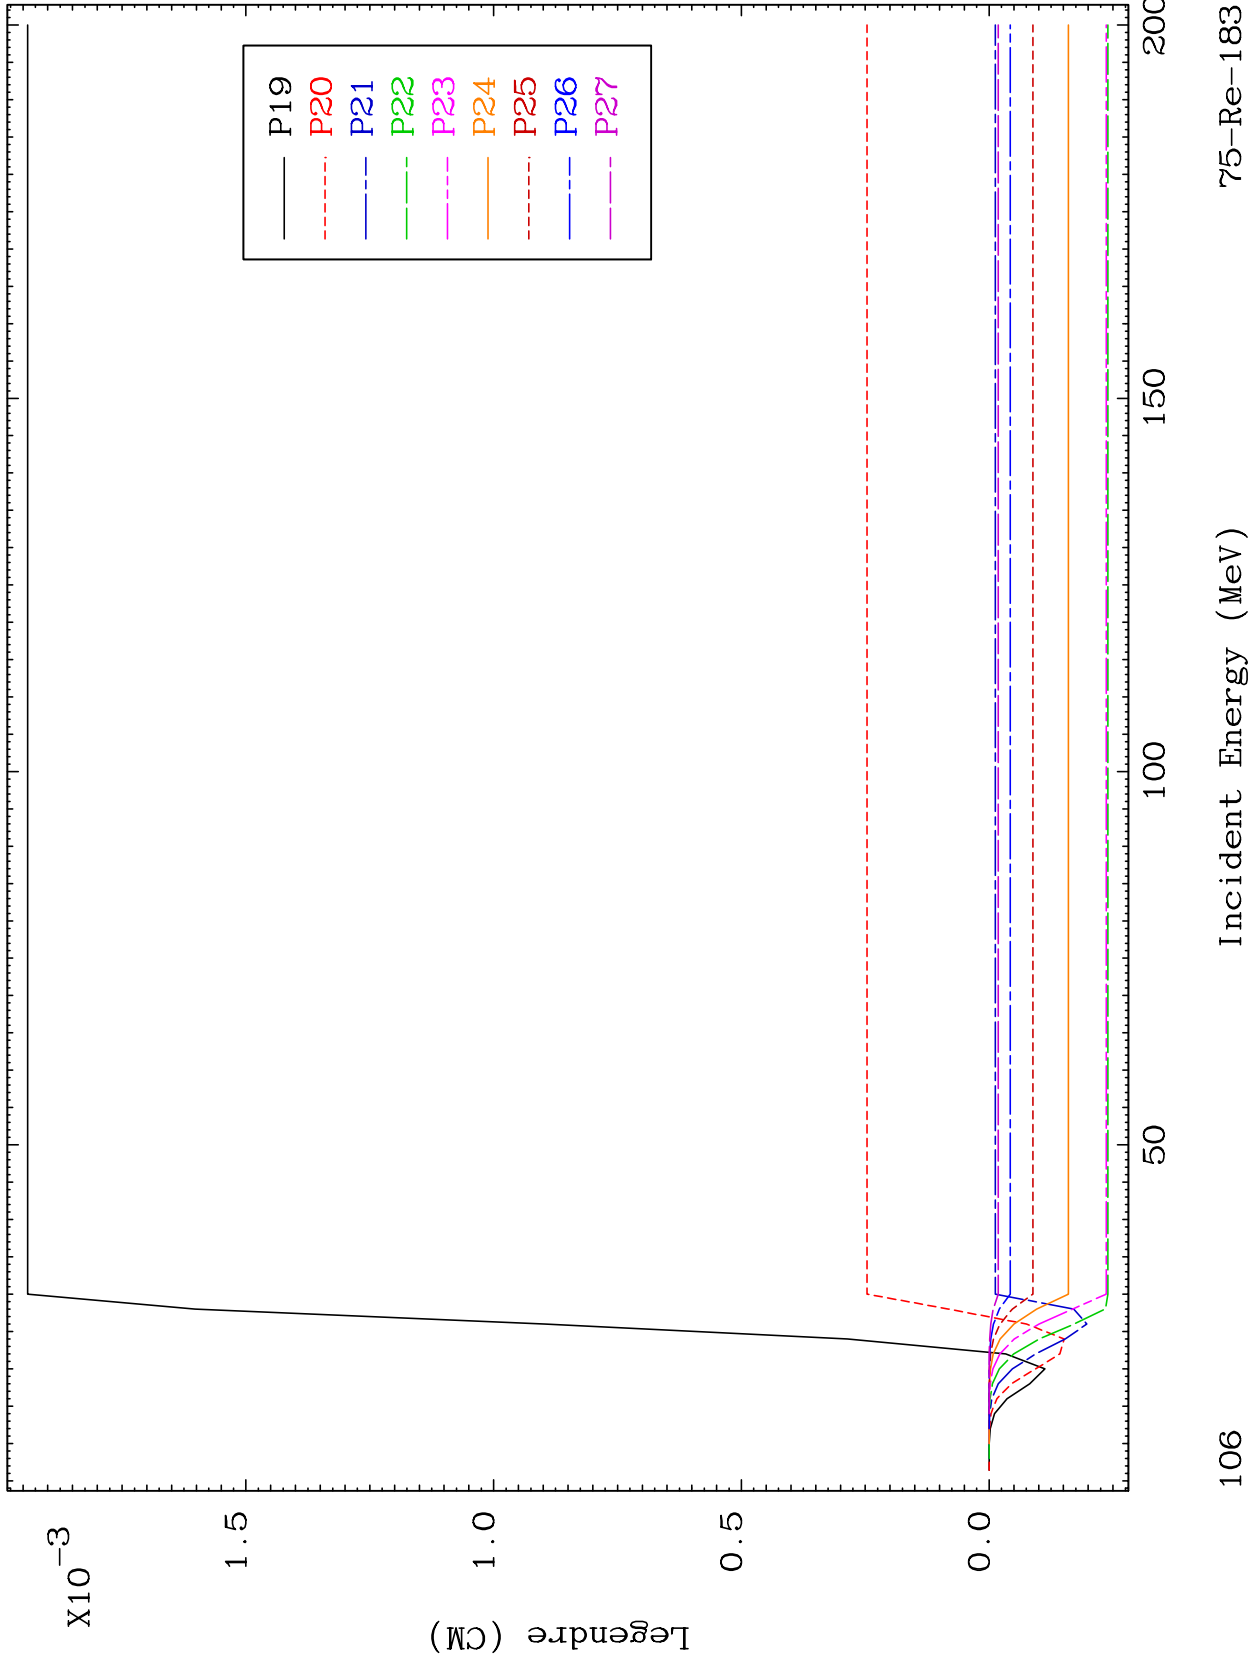 X10-3
1.5
1.0
0.5
0.0
Legendre (CM)
P19
P20
P21
P22
P23
P24
P25
P26
P27
50
100
150
200
106
Incident Energy (MeV)
75-Re-183